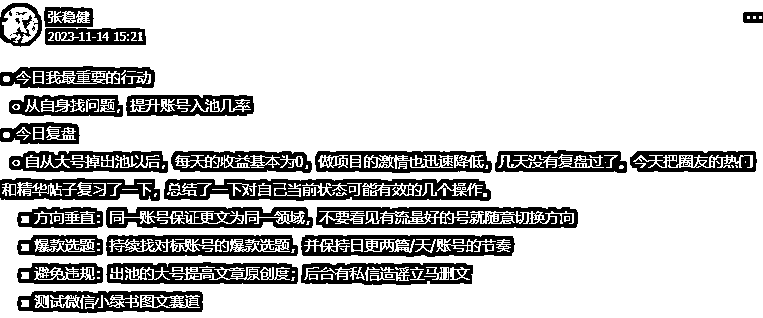 张稳健
2023-11-14 15:21
今日我最重要的行动
从自身找问题，提升账号入池几率
今日复盘
自从大号掉出池以后，每天的收益基本为0，做项目的激情也迅速降低，几天没有复盘过了。今天把圈友的热门
和精华帖子复习了一下，总结了一下对自己当前状态可能有效的几个操作。
方向垂直：同一账号保证更文为同一领域，不要看见有流量好的号就随意切换方向
爆款选题：持续找对标账号的爆款选题，并保持日更两篇/天/账号的节奏
避免违规：出池的大号提高文章原创度；后台有私信造谣立马删文
测试微信小绿书图文赛道